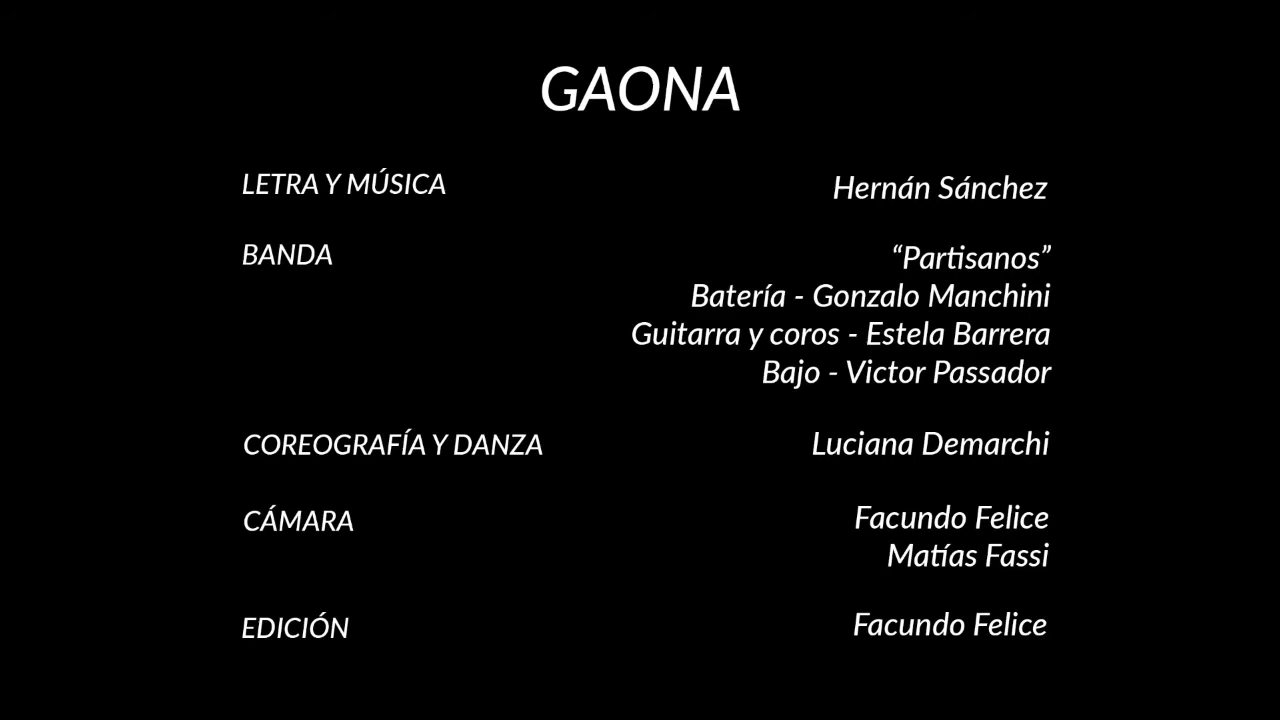 GAONA
LETRA Y MÚSICA Hernán Sánchez
BANDA “Partisanos”
Batería - Gonzalo Manchini
Guitarra y coros - Estela Barrera
Bajo - Victor Passador
COREOGRAFÍA Y DANZA Luciana Demarchi
CÁMARA Facundo Felice
Matías Fassi
EDICIÓN Facundo Felice